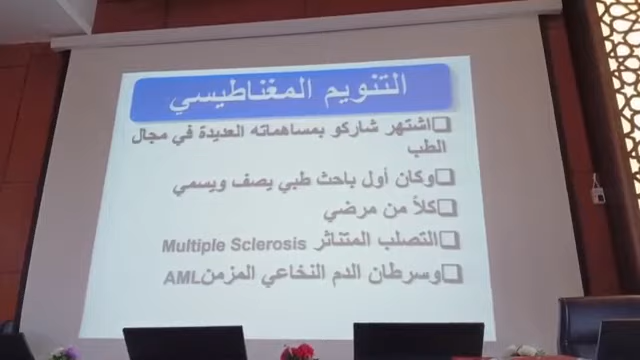 التنويم المغناطيسي
اشتهر شاركو بمساهماته العديدة في مجال
الطب
وكان أول باحث طبي يصف ويسمي
كلاً من مرضي
التصلب المتناثر Multiple Sclerosis
وسرطان الدم النخاعي المزمنAML